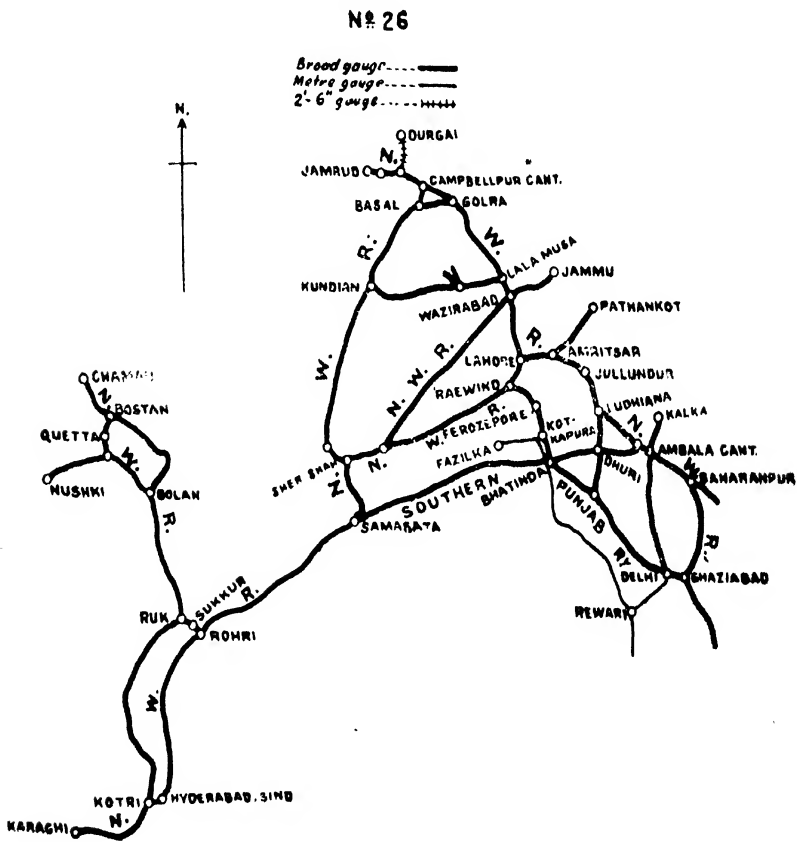 Nº 26
Broad gauge
Metre gauge
2'-6" gauge
N.
DURGAI
N.
JAMRUD
CAMPBELLPUR CANT.
BASAL
GOLRA
R.
W.
LALA MUSA
JAMMU
KUNDIAN
WAZIRABAD
PATHANKOT
R.
R.
LAHORE
AMRITSAR
W.
W.
JULLUNDUR
CHAMAN
RAEWIND
N.
BOSTAN
N.
R.
LUDHIANA
KALKA
QUETTA
W. FEROZEPORE
KOT-
KAPURA
N.
W.
N.
FAZILKA
DHURI
AMBALA CANT.
SHER SHAH
W.
SAHARANPUR
NUSHKI
N
BHATINDA
BOLAN
SOUTHERN
PUNJAB
RY
R.
SAMASATA
R.
DELHI
GHAZIABAD
R.
SUKKUR
RUK
REWARI
ROHRI
W.
KOTRI
HYDERABAD, SIND
N.
KARACHI